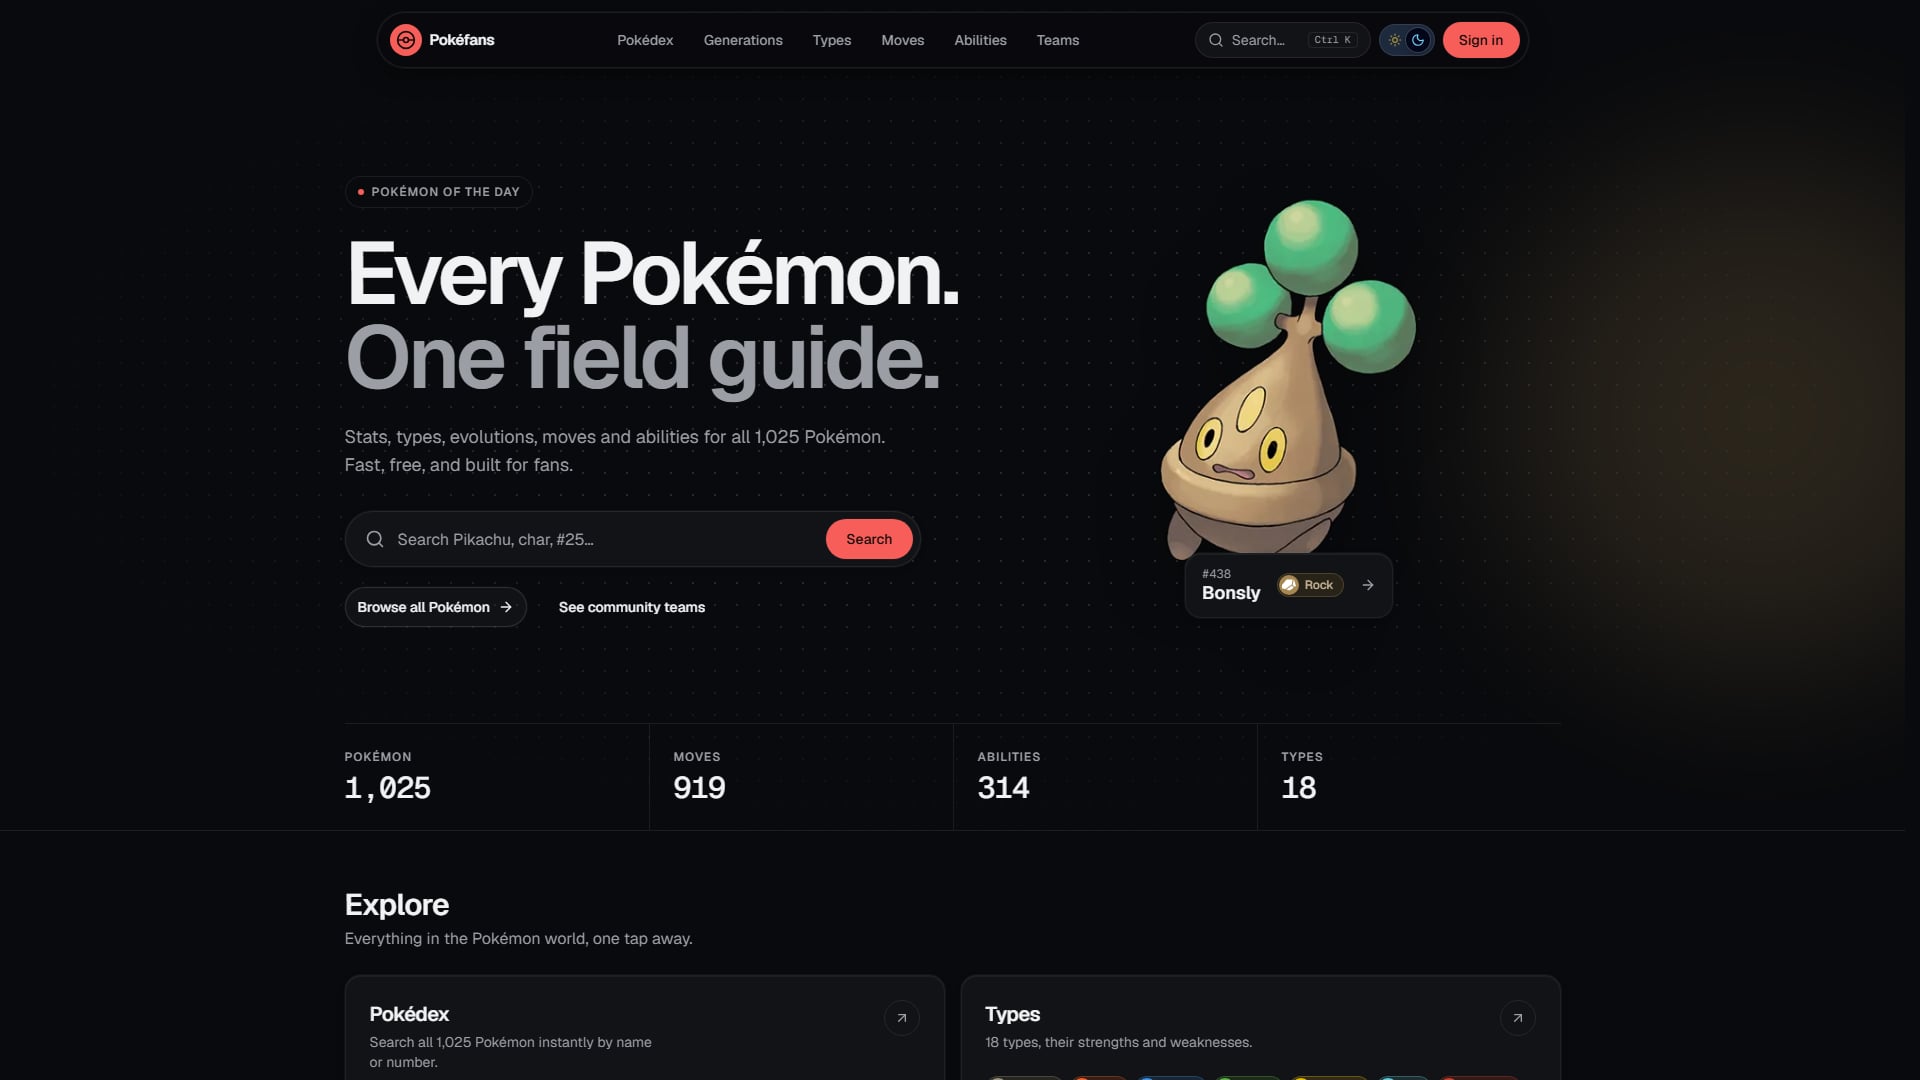 Pokéfans
Pokédex
Generations
Types
Moves
Abilities
Teams
Search...
Ctrl K
Sign in
POKÉMON OF THE DAY
Every Pokémon.
One field guide.
Stats, types, evolutions, moves and abilities for all 1,025 Pokémon.
Fast, free, and built for fans.
Search Pikachu, char, #25...
Search
Browse all Pokémon
See community teams
#438
Bonsly
Rock
POKÉMON
1,025
MOVES
919
ABILITIES
314
TYPES
18
Explore
Everything in the Pokémon world, one tap away.
Pokédex
Search all 1,025 Pokémon instantly by name
or number.
Types
18 types, their strengths and weaknesses.